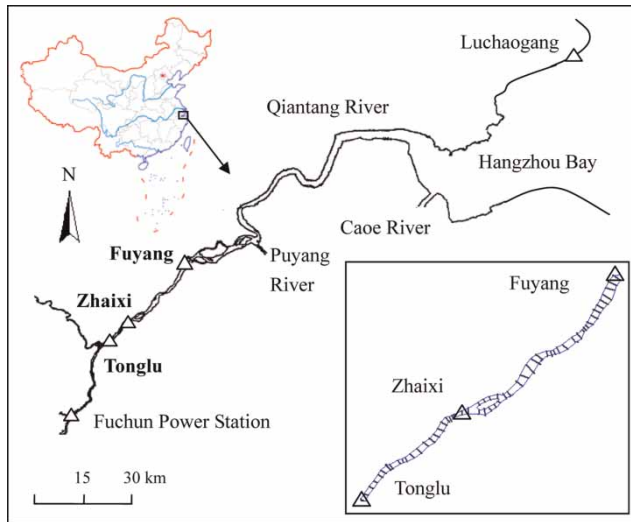 Luchaogang
Qiantang River
N
Hangzhou Bay
Caoe River
Fuyang
Puyang
River
Zhaixi
Tonglu
Fuchun Power Station
15
30 km
Fuyang
Zhaixi
Tonglu